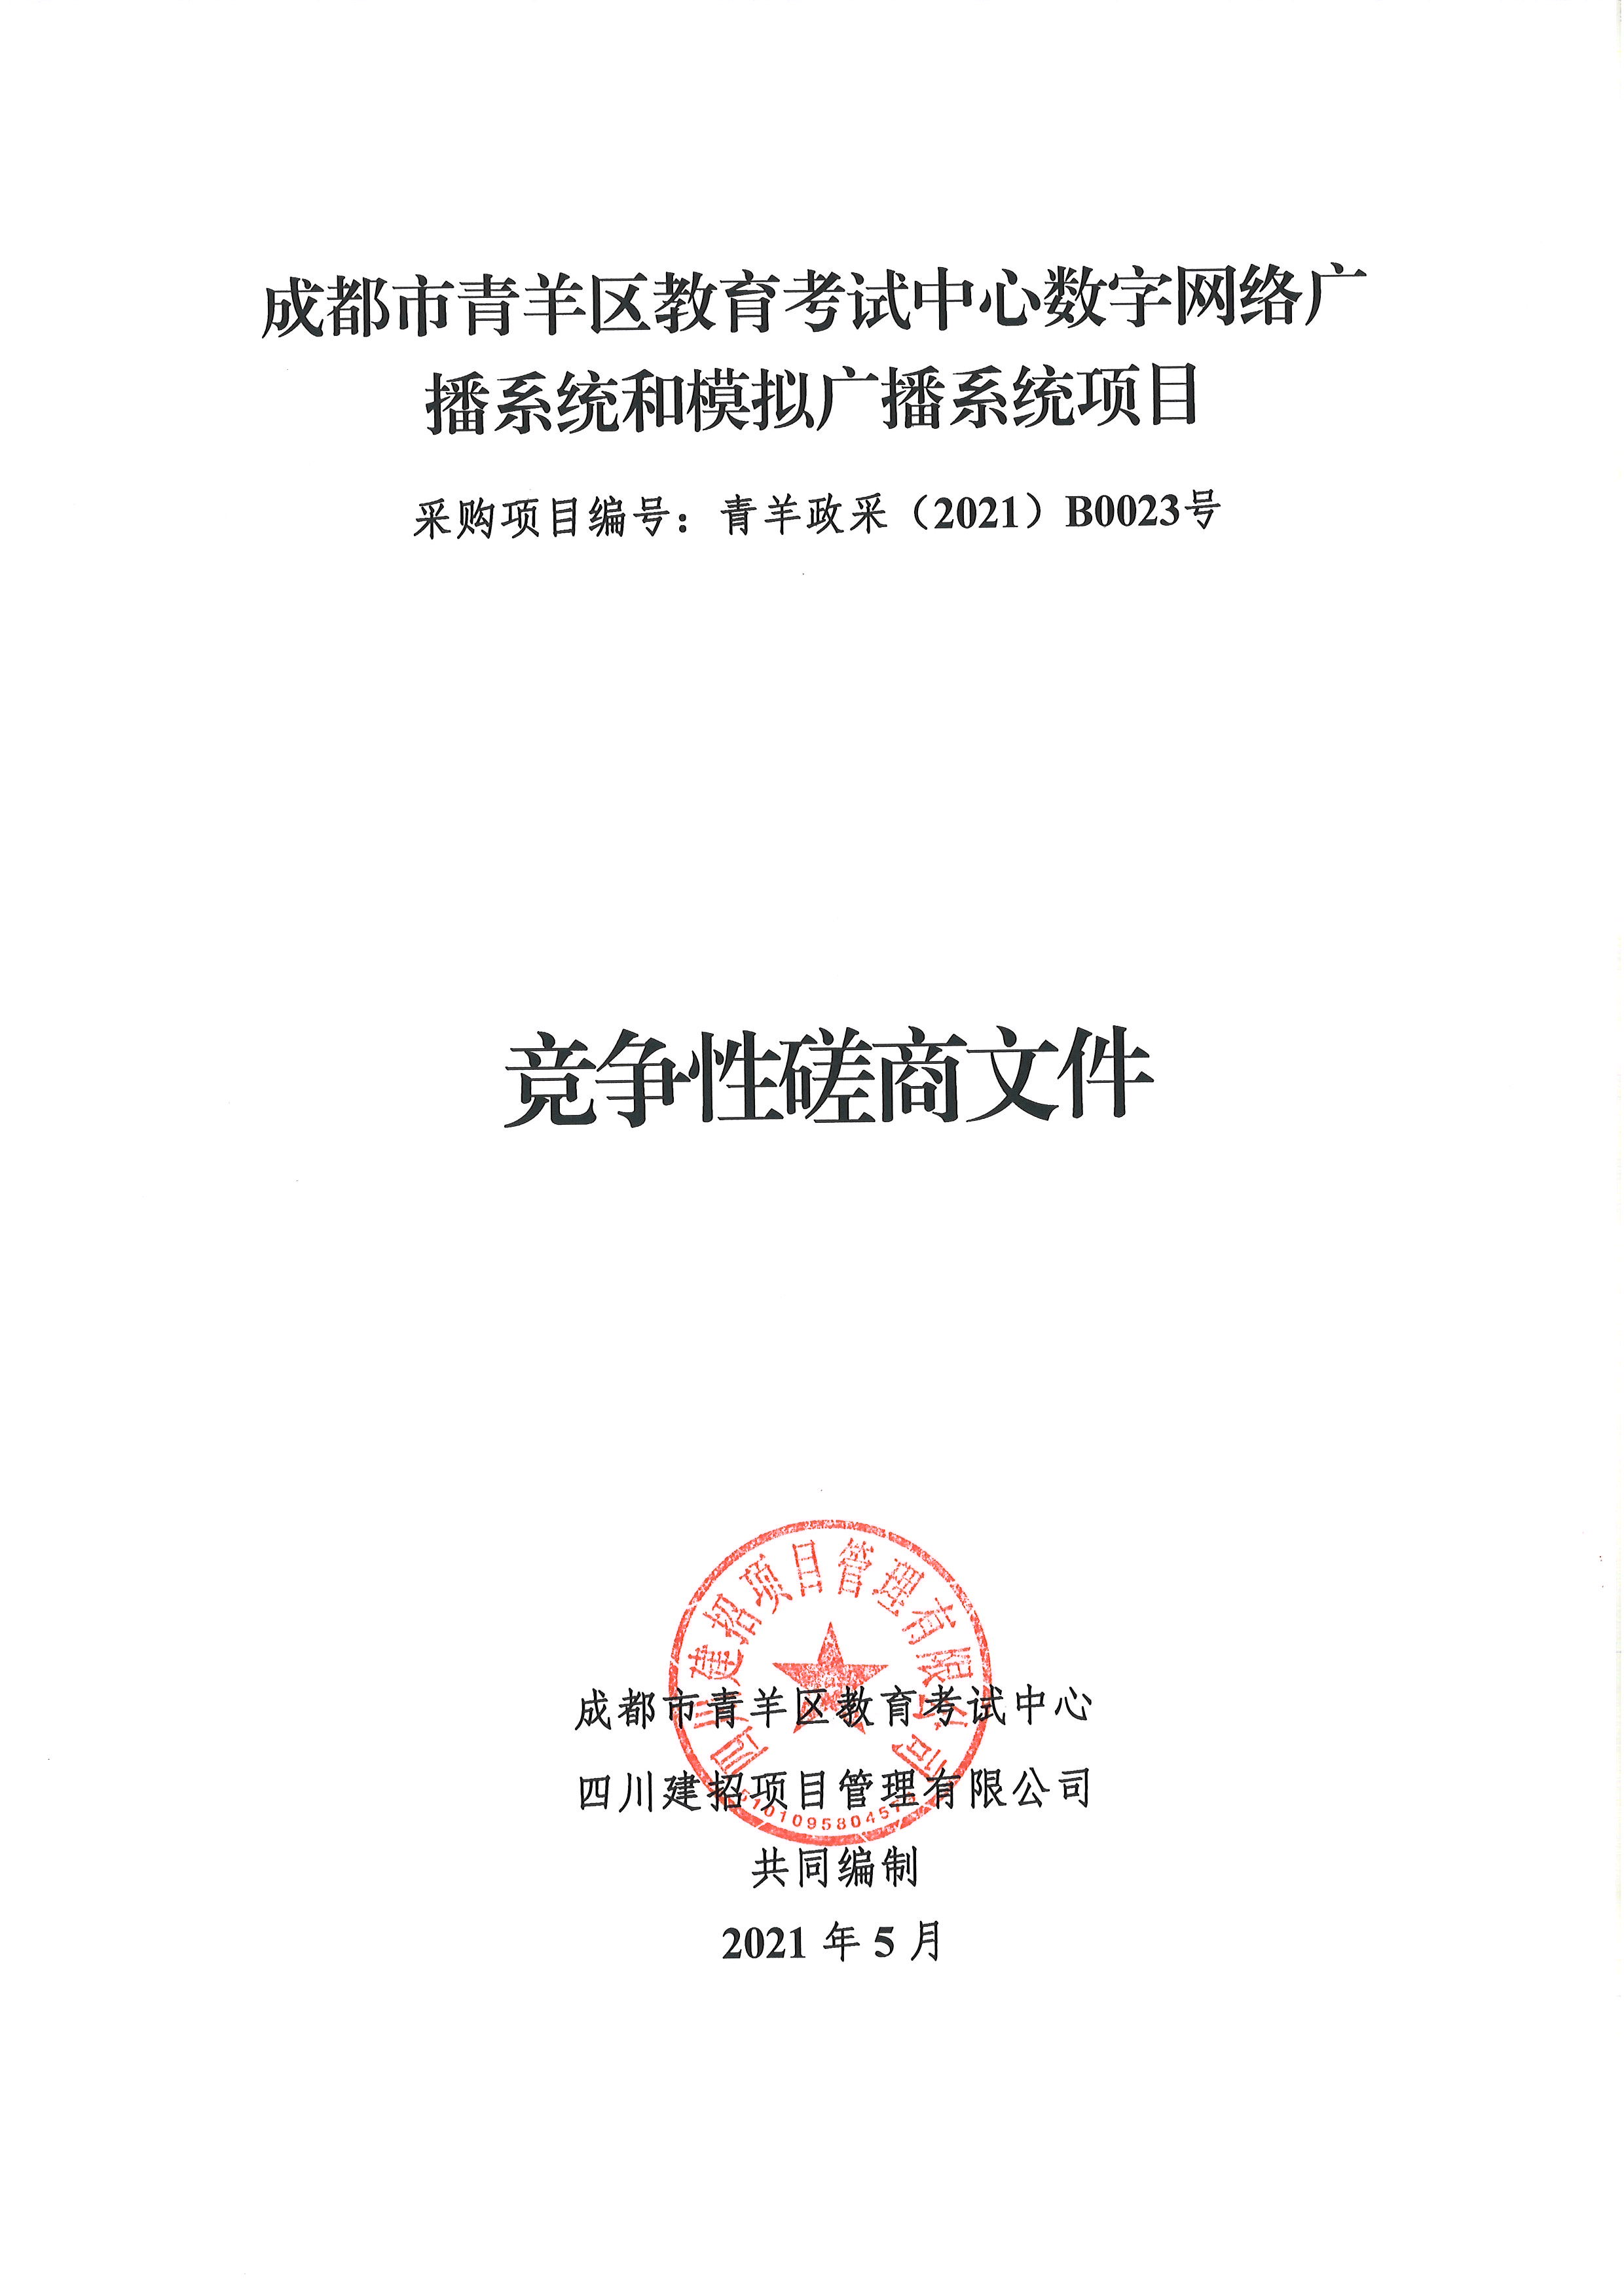 成都市青羊区教育考试中心数字网络广
播系统和模拟广播系统项目
采购项目编号：青羊政采（2021）B0023号
竞争性磋商文件
四川建招项目管理有限公司
成都市青羊区教育考试中心
四川建招项目管理有限公司
共同编制
2021 年 5 月